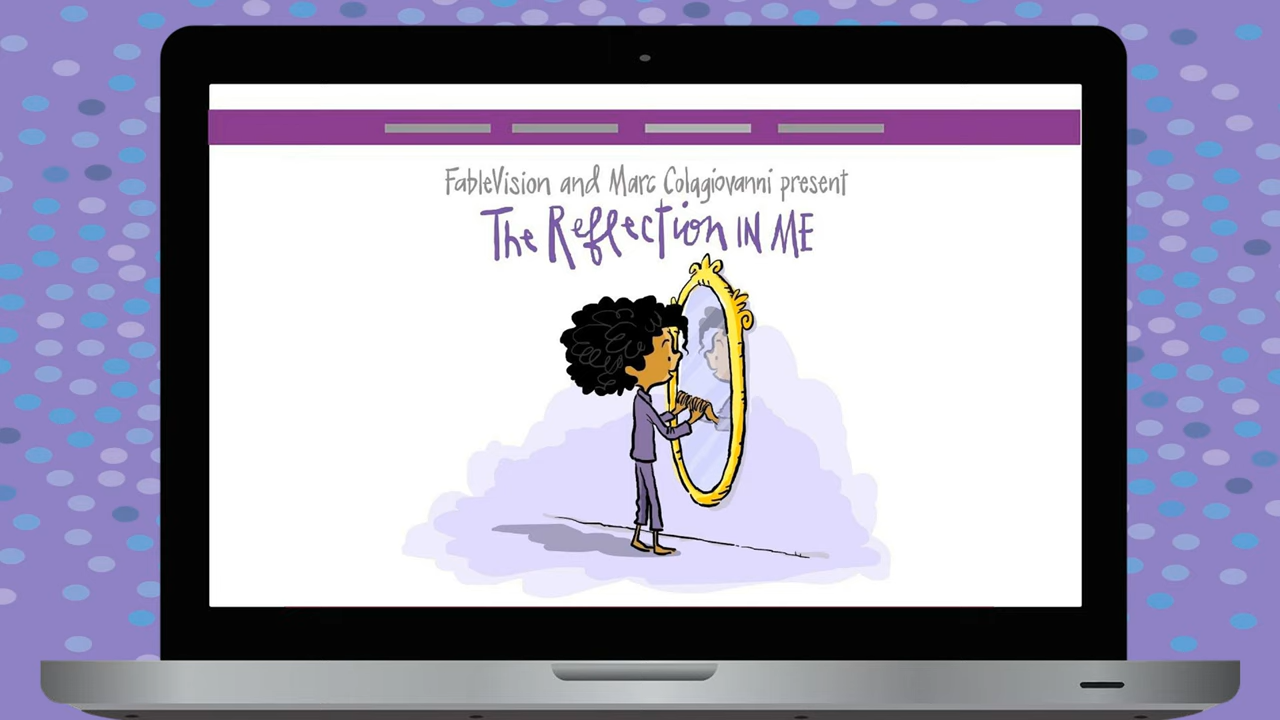 FableVision and Marc Colagiovanni present
The Reflection IN ME